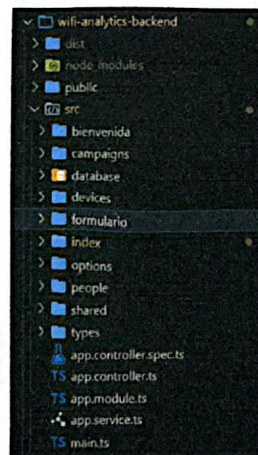 wifi-analytics-backend
dist
node_modules
public
src
bienvenida
campaigns
database
devices
formulario
index
options
people
shared
types
app.controller.spec.ts
TS app.controller.ts
TS app.module.ts
app.service.ts
TS main.ts